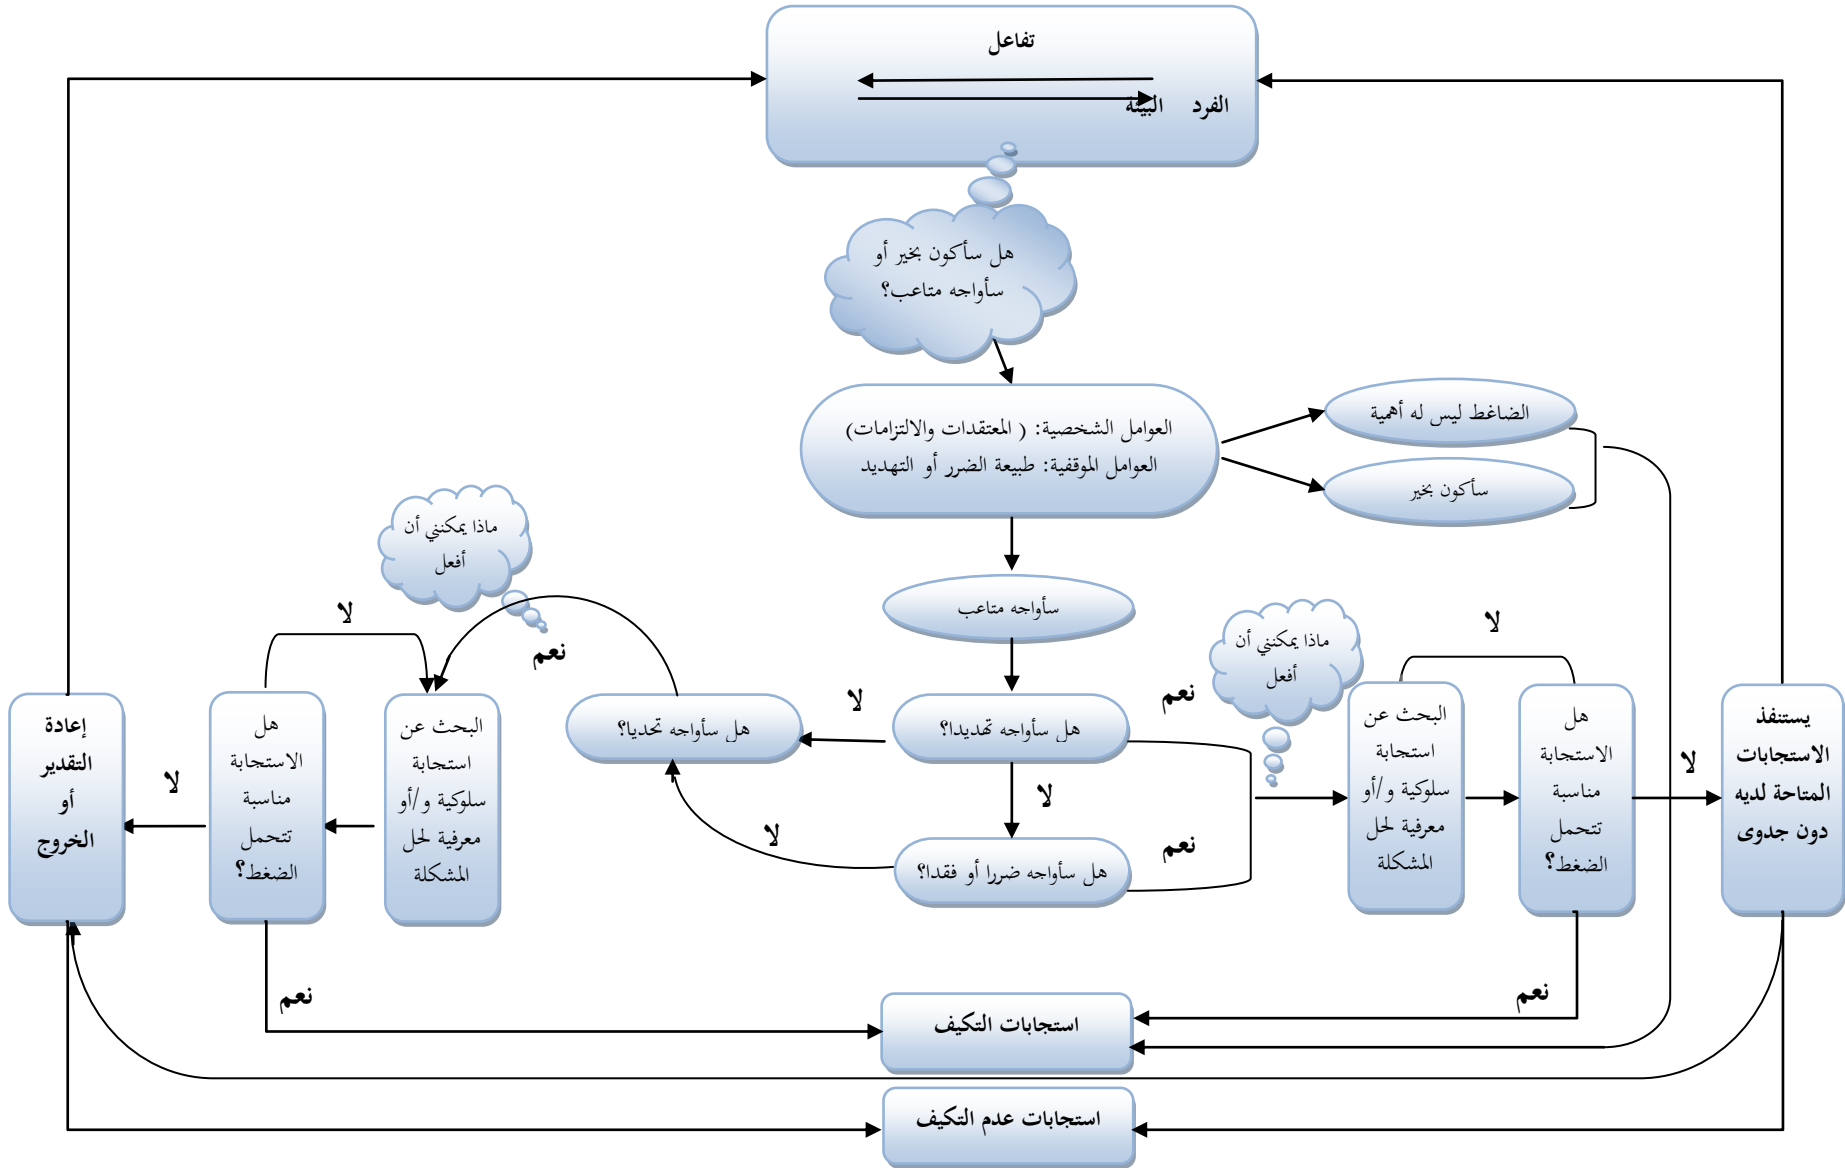 تفاعل
الفرد البيئة
هل سأكون بخير أو
سأواجه متاعب؟
العوامل الشخصية: ( المعتقدات والالتزامات)
العوامل الموقفية: طبيعة الضرر أو التهديد
الضاغط ليس له أهمية
سأكون بخير
سأواجه متاعب
ماذا يمكنني أن
أفعل
نعم
نعم
لا
لا
هل سأواجه تهديدا؟
هل سأواجه ضررا أو فقدا؟
البحث عن
استجابة
سلوكية و/أو
معرفية لحل
المشكلة
لا
هل
الاستجابة
مناسبة
تتحمل
الضغط؟
لا
نعم
يستنفذ
الاستجابات
المتاحة لديه
دون جدوى
لا
هل سأواجه تحديا؟
نعم
ماذا يمكنني أن
أفعل
البحث عن
استجابة
سلوكية و/أو
معرفية لحل
المشكلة
لا
هل
الاستجابة
مناسبة
تتحمل
الضغط؟
لا
نعم
إعادة
التقدير
أو
الخروج
استجابات التكيف
استجابات عدم التكيف